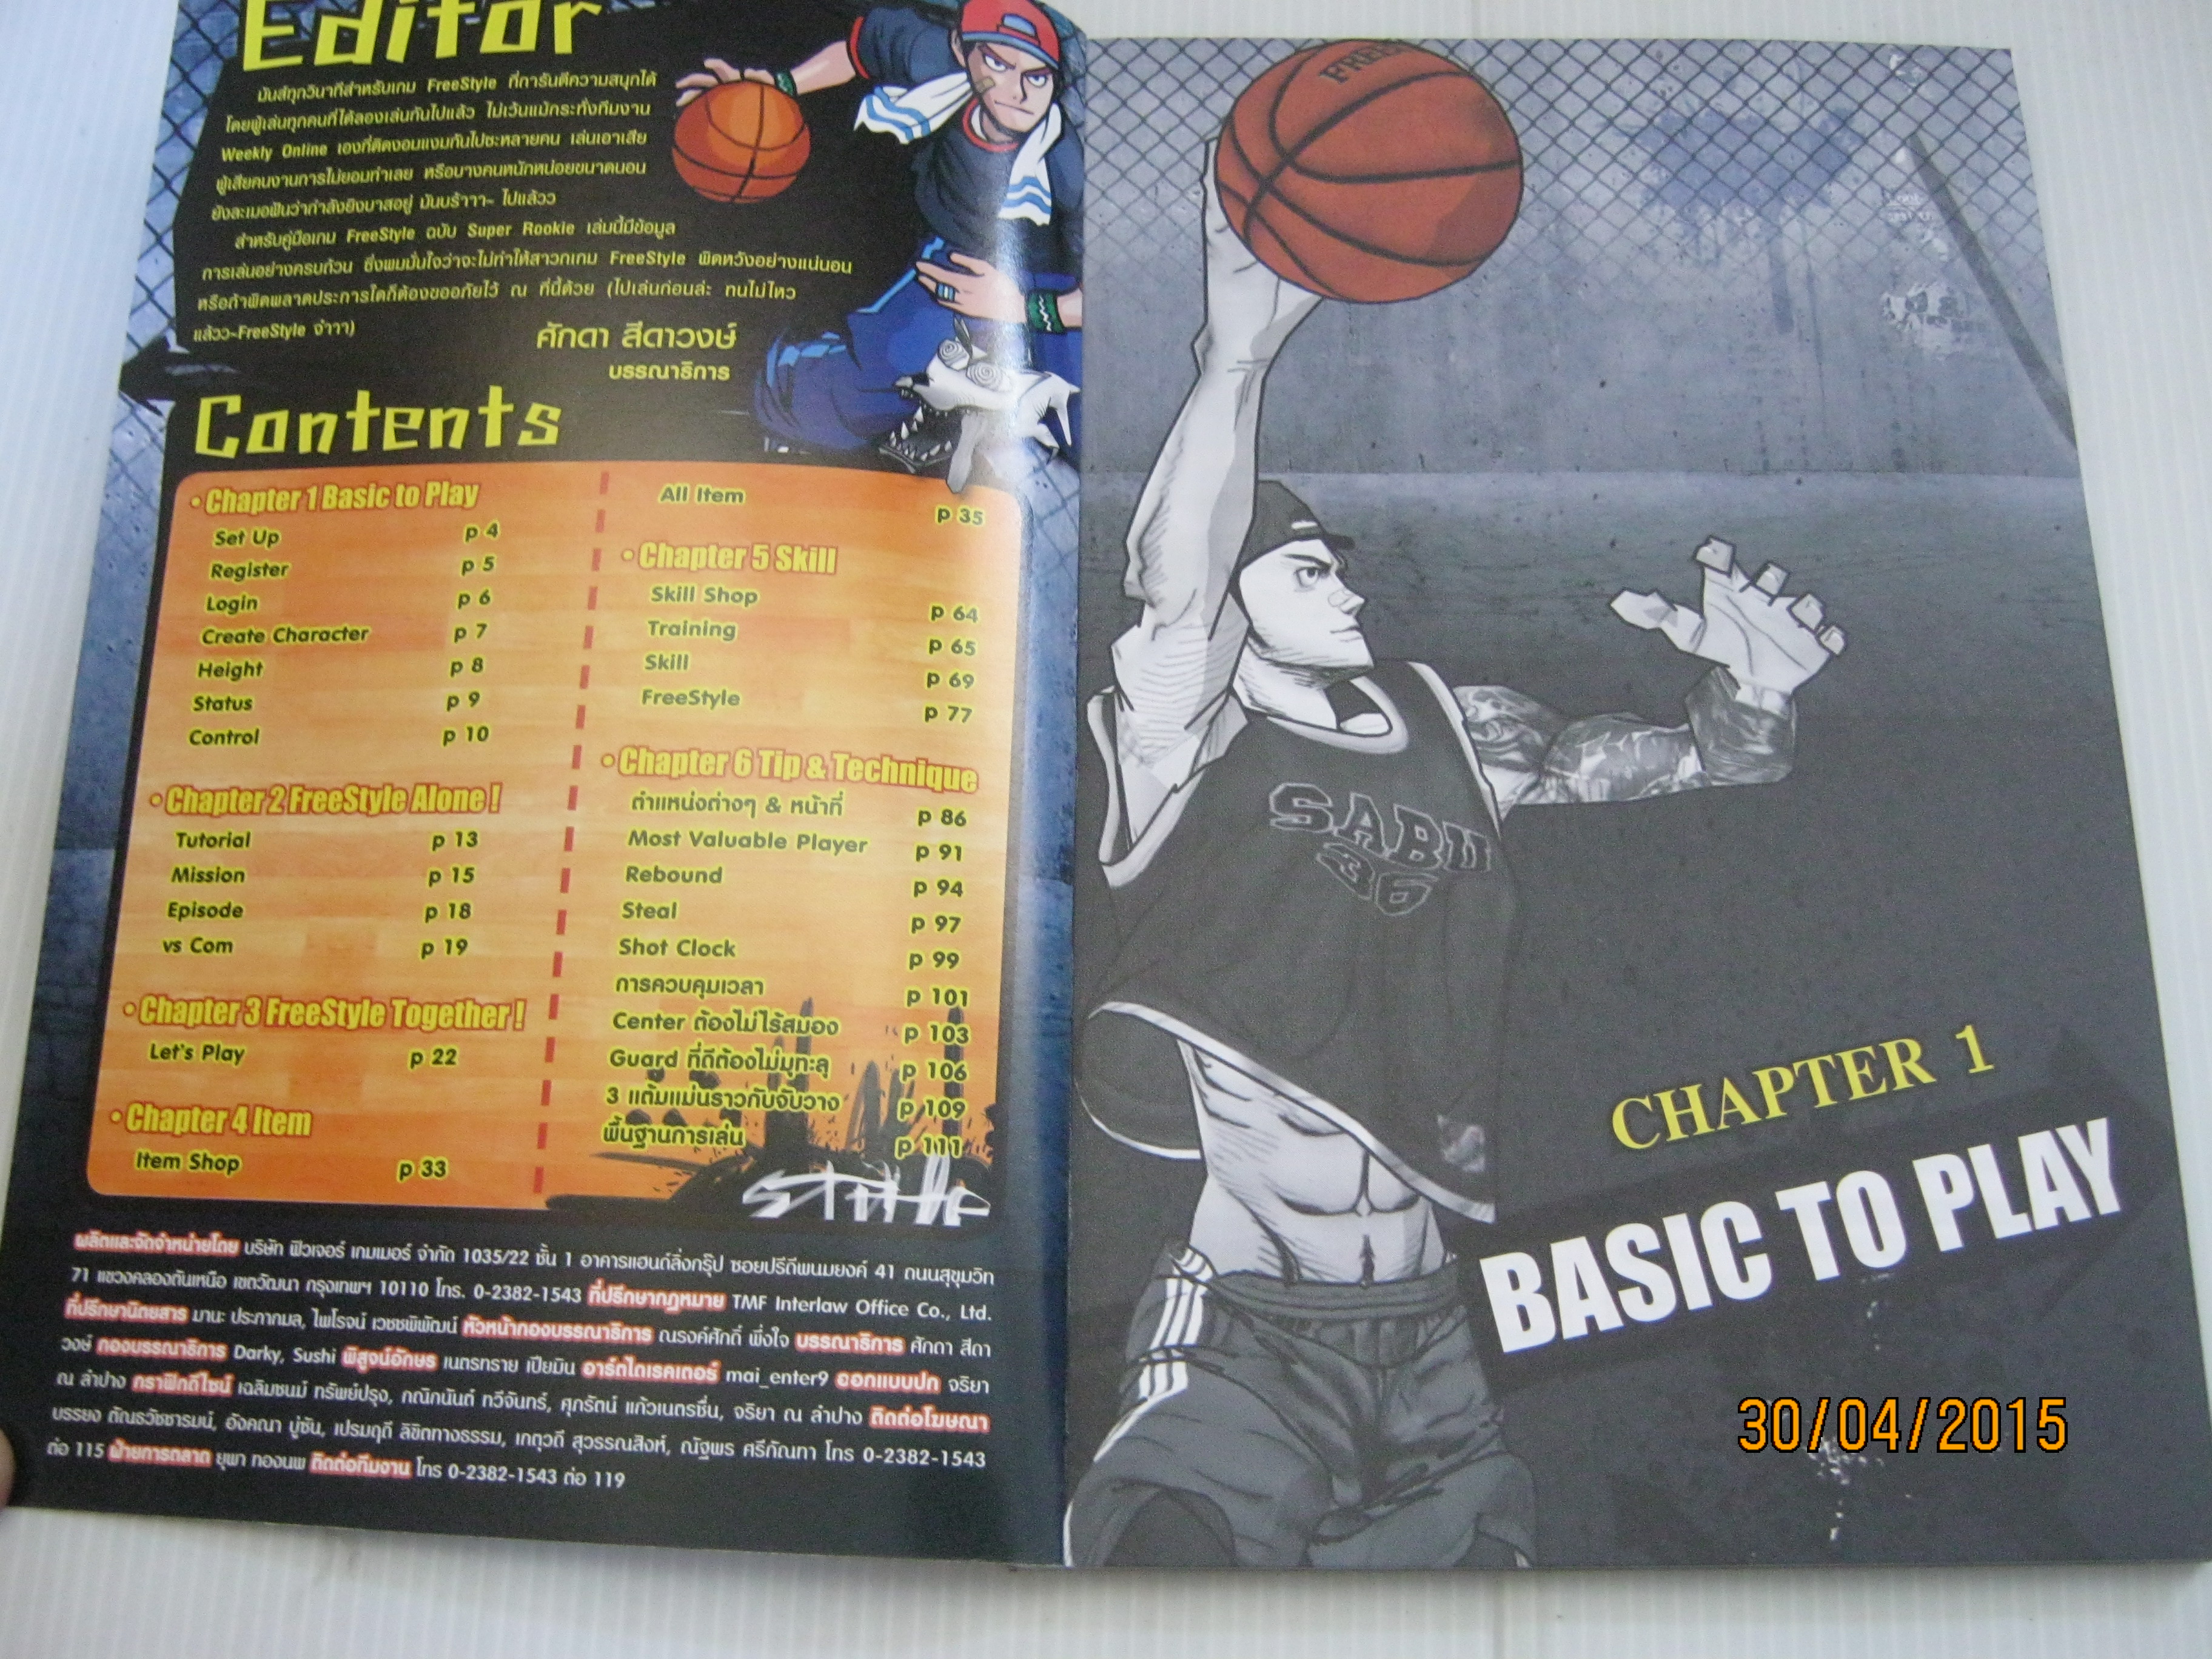 Editor
มันส์ทุกวินาทีสำหรับเกม FreeStyle ที่การันตีความสนุกได้
โดยผู้เล่นทุกคนที่ได้ลองเล่นกันไปแล้ว ไม่เว้นแม้กระทั่งทีมงาน
Weekly Online เองที่ติดงอมแงมกันไปซะหลายคน เล่นเอาเสีย
ผู้เสียคนงานการไม่ยอมทำเลย หรือบางคนหนักหน่อยขนาดนอน
ยังละเมอฝันว่ากำลังยิงบาสอยู่ มันบร้าาา~ ไปแล้วว
สำหรับคู่มือเกม FreeStyle ฉบับ Super Rookie เล่มนี้มีข้อมูล
การเล่นอย่างครบถ้วน ซึ่งผมมั่นใจว่าจะไม่ทำให้สาวกเกม FreeStyle ผิดหวังอย่างแน่นอน
หรือถ้าผิดพลาดประการใดก็ต้องขออภัยไว้ ณ ที่นี้ด้วย (ไปเล่นก่อนล่ะ ทนไม่ไหว
แล้วว~FreeStyle จ๋าาา)
ศักดา สีดาวงษ์
บรรณาธิการ
Contents
• Chapter 1 Basic to Play
Set Up p 4
Register p 5
Login p 6
Create Character p 7
Height p 8
Status p 9
Control p 10
• Chapter 2 FreeStyle Alone !
Tutorial p 13
Mission p 15
Episode p 18
vs Com p 19
• Chapter 3 FreeStyle Together !
Let's Play p 22
• Chapter 4 Item
Item Shop p 33
All Item p 35
• Chapter 5 Skill
Skill Shop p 64
Training p 65
Skill p 69
FreeStyle p 77
• Chapter 6 Tip & Technique
ตำแหน่งต่างๆ & หน้าที่ p 86
Most Valuable Player p 91
Rebound p 94
Steal p 97
Shot Clock p 99
การควบคุมเวลา p 101
Center ต้องไม่ไร้สมอง p 103
Guard ที่ดีต้องไม่มุทะลุ p 106
3 แต้มแม่นราวกับจับวาง p 109
พื้นฐานการเล่น p 111
ผลิตและจัดจำหน่ายโดย บริษัท ฟิวเจอร์ เกมเมอร์ จำกัด 1035/22 ชั้น 1 อาคารแฮนด์ลิ่งกรุ๊ป ซอยปรีดีพนมยงค์ 41 ถนนสุขุมวิท
71 แขวงคลองตันเหนือ เขตวัฒนา กรุงเทพฯ 10110 โทร. 0-2382-1543 ที่ปรึกษากฎหมาย TMF Interlaw Office Co., Ltd.
ที่ปรึกษานิตยสาร มานะ ประภากมล, ไพโรจน์ เวชชพิพัฒน์ หัวหน้ากองบรรณาธิการ ณรงค์ศักดิ์ พึ่งใจ บรรณาธิการ ศักดา สีดา
วงษ์ กองบรรณาธิการ Darky, Sushi พิสูจน์อักษร เนตรทราย เปียมิน อาร์ตไดเรคเตอร์ mai_enter9 ออกแบบปก จริยา
ณ ลำปาง กราฟิกดีไซน์ เฉลิมชนม์ ทรัพย์ปรุง, กณิกนันต์ ทวีจันทร์, ศุภรัตน์ แก้วเนตรชื่น, จริยา ณ ลำปาง ติดต่อโฆษณา
บรรยง ตัณธวัชชารมน์, อังคณา บู่ซัน, เปรมฤดี ลิขิตทางธรรม, เกตุวดี สุวรรณสิงห์, ณัฐพร ศรีกัณทา โทร 0-2382-1543
ต่อ 115 ฝ่ายการตลาด ยุพา ทองนพ ติดต่อทีมงาน โทร 0-2382-1543 ต่อ 119
FREE
SABU
36
CHAPTER 1
BASIC TO PLAY
30/04/2015